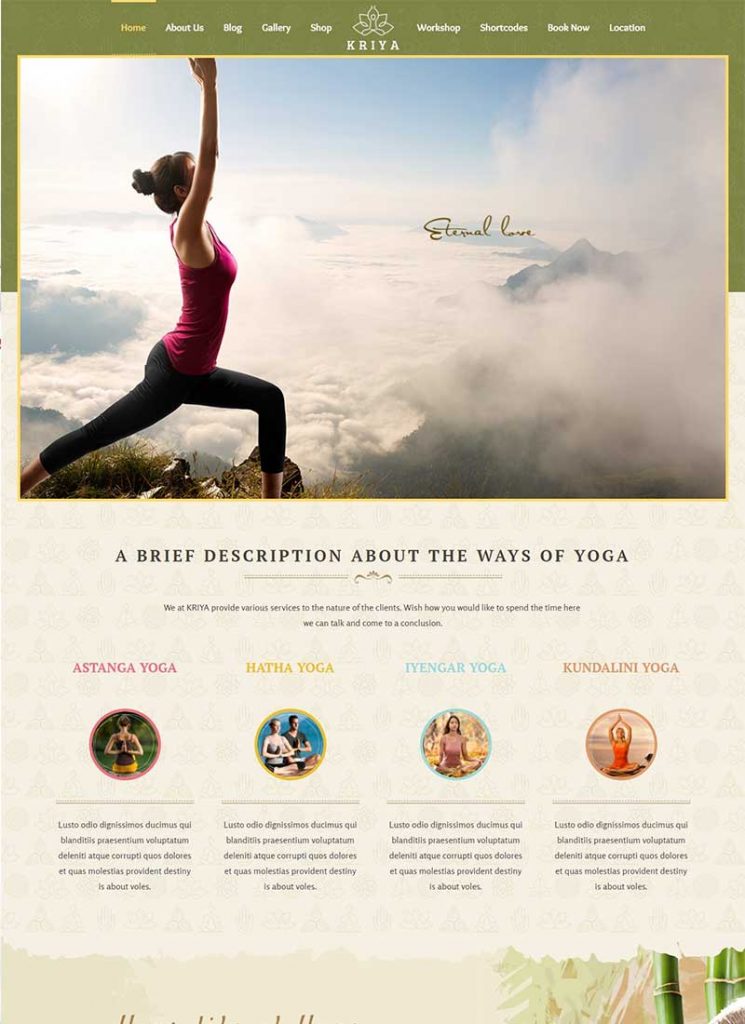 Home About Us Blog Gallery Shop KRIYA Workshop Shortcodes Book Now Location
Eternal love
A BRIEF DESCRIPTION ABOUT THE WAYS OF YOGA
We at KRIYA provide various services to the nature of the clients. Wish how you would like to spend the time here
we can talk and come to a conclusion.
ASTANGA YOGA
Lusto odio dignissimos ducimus qui
blanditiis praesentium voluptatum
deleniti atque corrupti quos dolores
et quas molestias provident destiny
is about voles.
HATHA YOGA
Lusto odio dignissimos ducimus qui
blanditiis praesentium voluptatum
deleniti atque corrupti quos dolores
et quas molestias provident destiny
is about voles.
IYENGAR YOGA
Lusto odio dignissimos ducimus qui
blanditiis praesentium voluptatum
deleniti atque corrupti quos dolores
et quas molestias provident destiny
is about voles.
KUNDALINI YOGA
Lusto odio dignissimos ducimus qui
blanditiis praesentium voluptatum
deleniti atque corrupti quos dolores
et quas molestias provident destiny
is about voles.